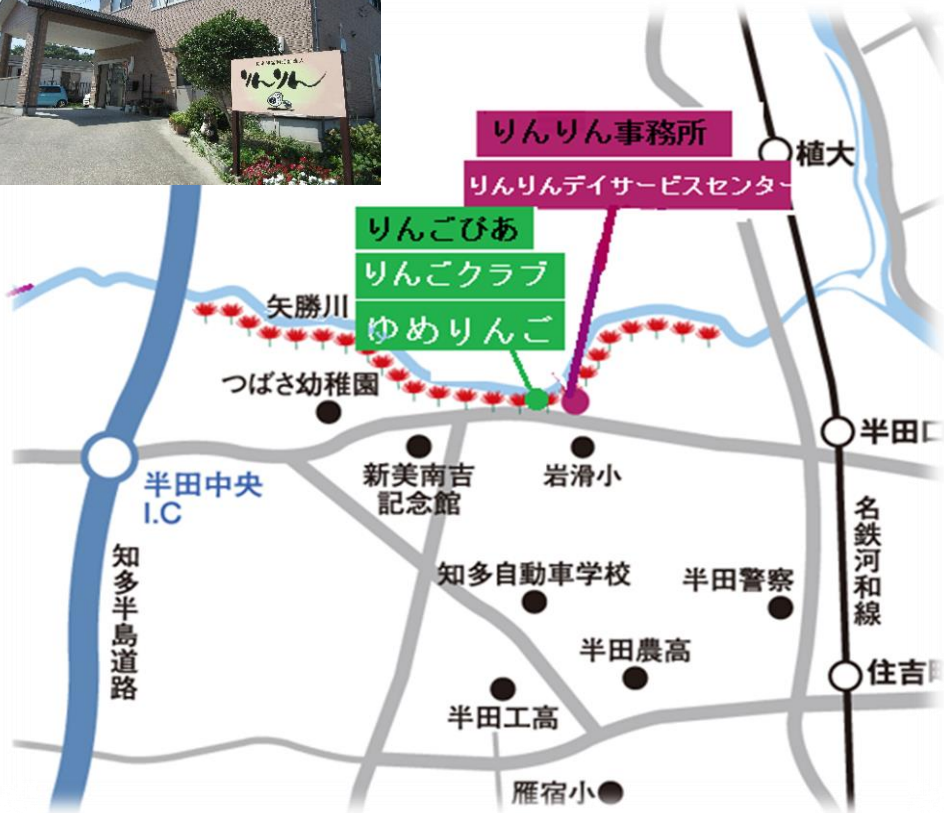 りんりん
りんりん事務所
りんりんデイサービスセンター
植大
りんごぴあ
りんごクラブ
ゆめりんご
矢勝川
つばさ幼稚園
半田口
新美南吉
記念館
岩滑小
半田中央
I.C
名鉄河和線
知多半島道路
知多自動車学校
半田警察
半田農高
住吉
半田工高
雁宿小